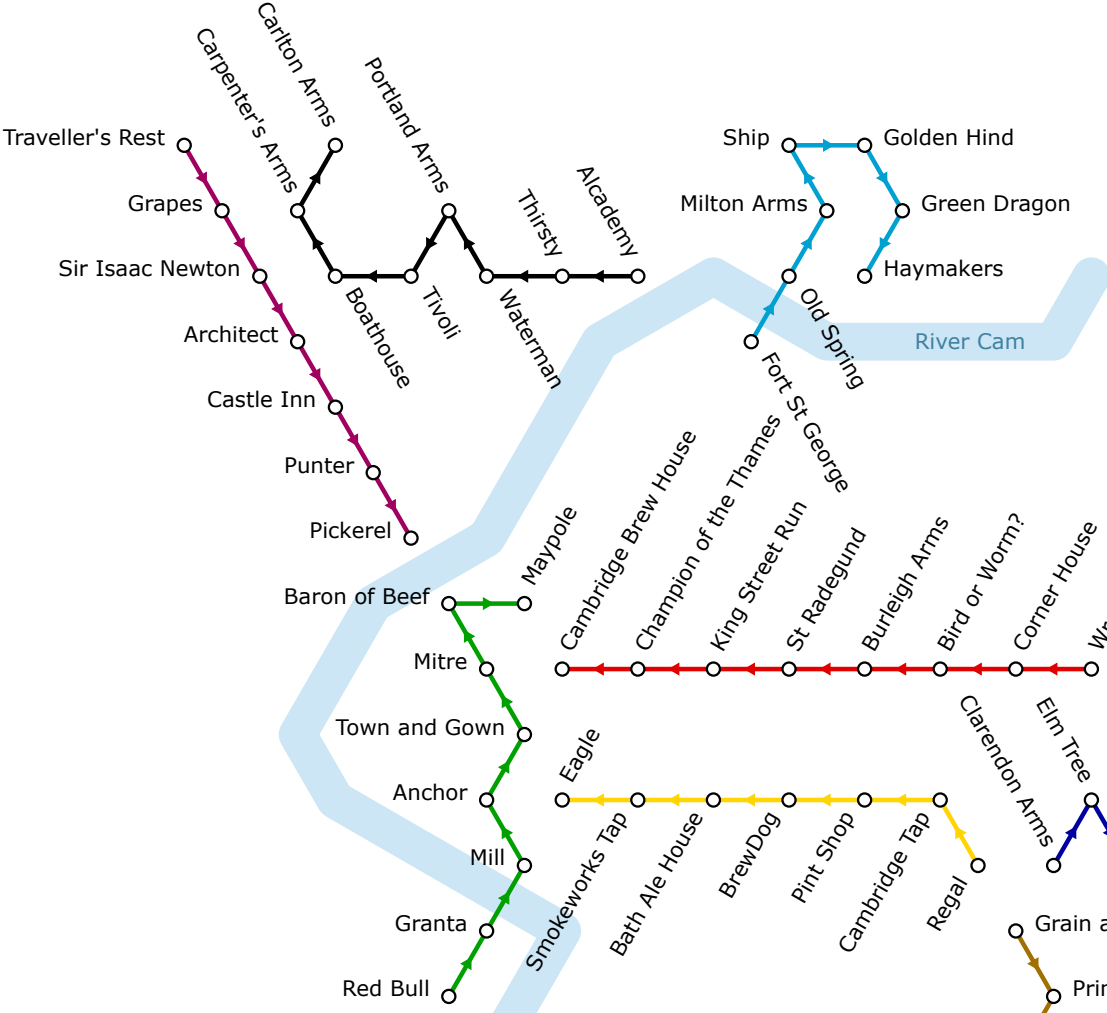 Carlton Arms
Carpenter's Arms
Portland Arms
Traveller's Rest
Ship
Golden Hind
Grapes
Thirsty
Alcademy
Milton Arms
Green Dragon
Sir Isaac Newton
Haymakers
Boathouse
Tivoli
Waterman
Old Spring
Architect
River Cam
Fort St George
Castle Inn
Punter
Pickerel
Cambridge Brew House
Champion of the Thames
King Street Run
St Radegund
Burleigh Arms
Bird or Worm?
Corner House
Maypole
Baron of Beef
Mitre
Town and Gown
Eagle
Clarendon Arms
Elm Tree
Anchor
Mill
Smokeworks Tap
Bath Ale House
BrewDog
Pint Shop
Cambridge Tap
Regal
Granta
Grain
Red Bull